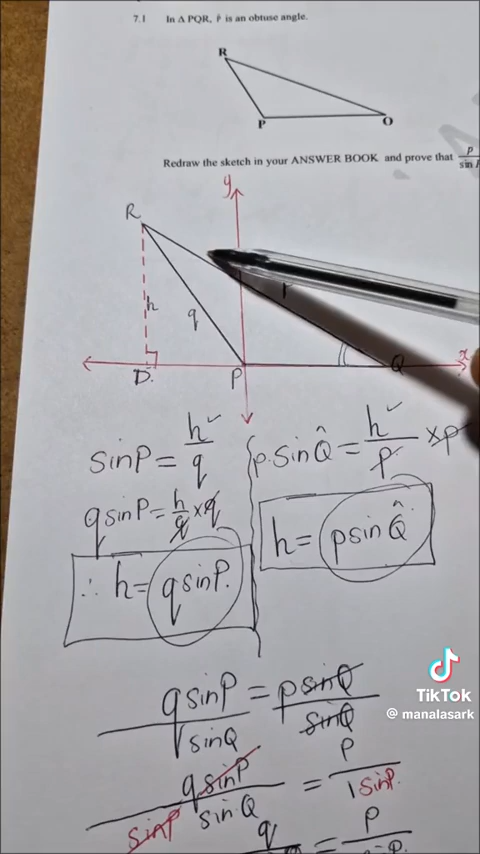 7.1 In Δ PQR, P̂ is an obtuse angle.
R
P
Q
Redraw the sketch in your ANSWER BOOK and prove that p
sin P
y
R
h
q
x
D.
P
Q
sinP = h/q
p.sinQ̂ = h/p × p
qsinP = h/q × q
h = psinQ̂
∴ h = qsinP.
qsinP = psinQ
sinQ sinQ
qsinP = p
sinP sinQ 1sinP.
q = p
TikTok
@ manalasark